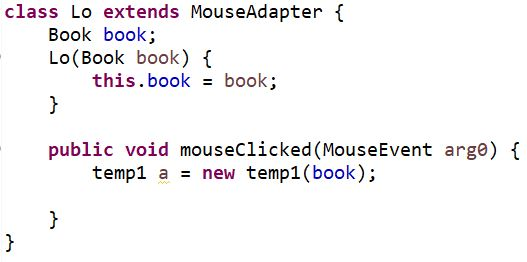 class Lo extends MouseAdapter {
    Book book;
    Lo(Book book) {
        this.book = book;
    }

    public void mouseClicked(MouseEvent arg0) {
        temp1 a = new temp1(book);

    }
}